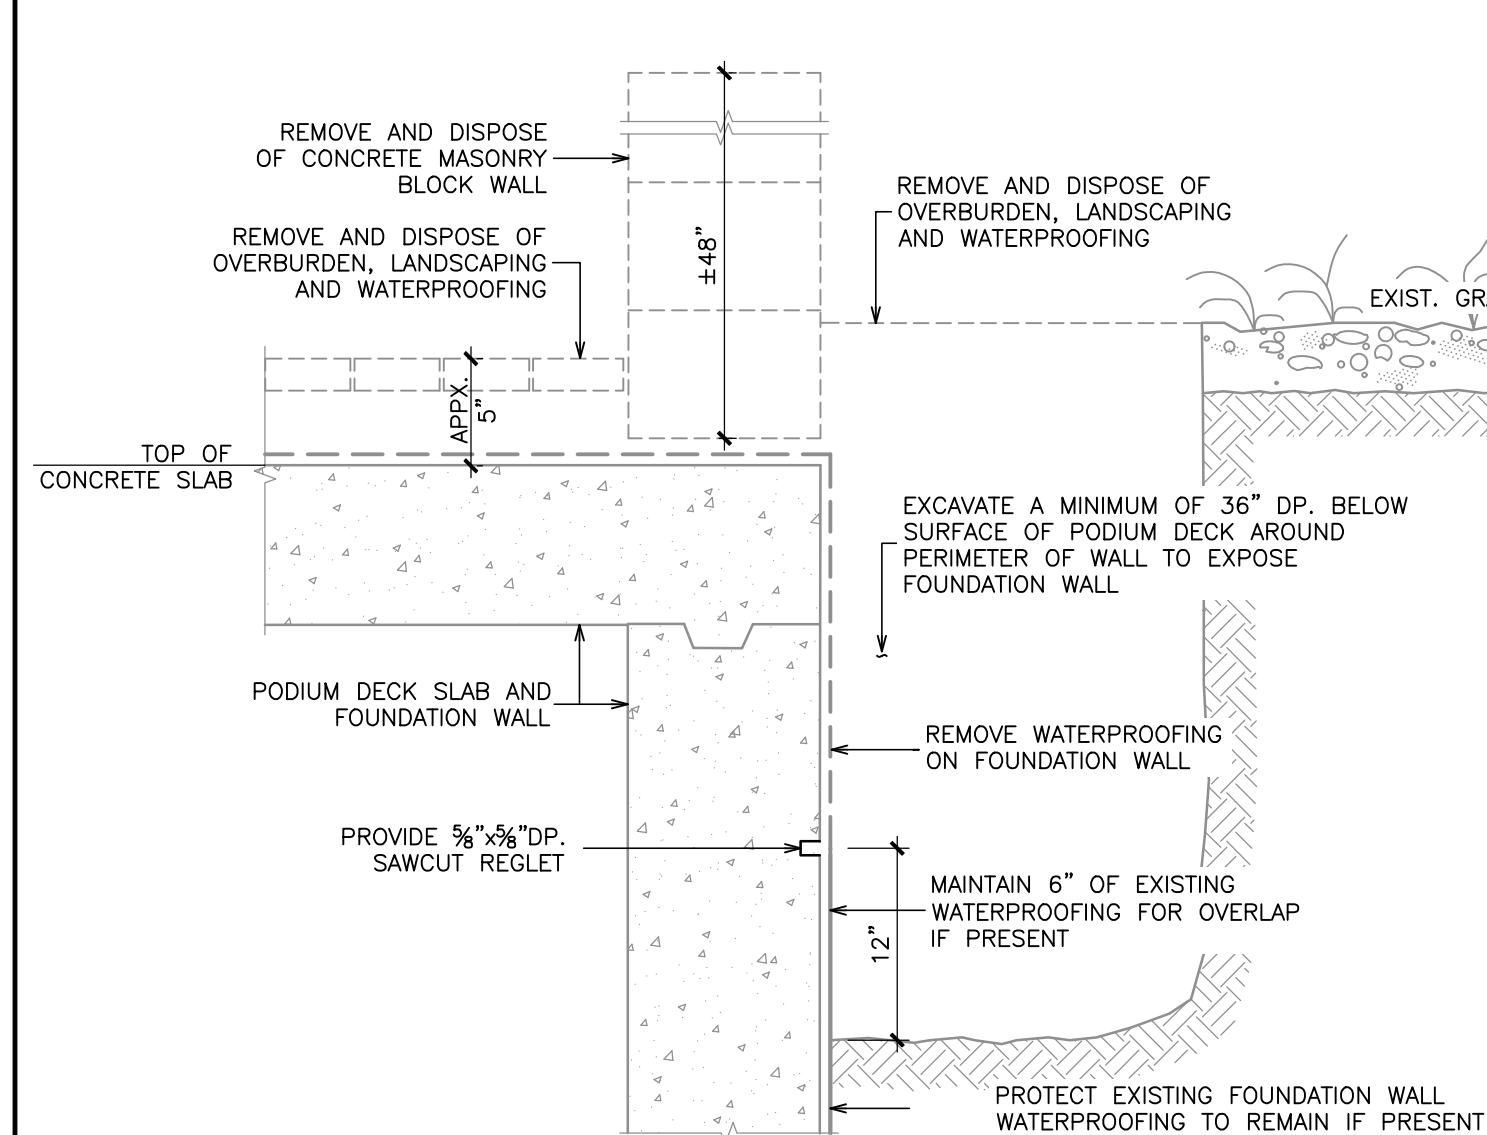 REMOVE AND DISPOSE
OF CONCRETE MASONRY
BLOCK WALL
REMOVE AND DISPOSE OF
OVERBURDEN, LANDSCAPING
AND WATERPROOFING
±48"
REMOVE AND DISPOSE OF
OVERBURDEN, LANDSCAPING
AND WATERPROOFING
EXIST.
APPX.
5"
TOP OF
CONCRETE SLAB
EXCAVATE A MINIMUM OF 36" DP. BELOW
SURFACE OF PODIUM DECK AROUND
PERIMETER OF WALL TO EXPOSE
FOUNDATION WALL
PODIUM DECK SLAB AND
FOUNDATION WALL
REMOVE WATERPROOFING
ON FOUNDATION WALL
PROVIDE ⅝"x⅝"DP.
SAWCUT REGLET
MAINTAIN 6" OF EXISTING
WATERPROOFING FOR OVERLAP
IF PRESENT
12"
PROTECT EXISTING FOUNDATION WALL
WATERPROOFING TO REMAIN IF PRESENT